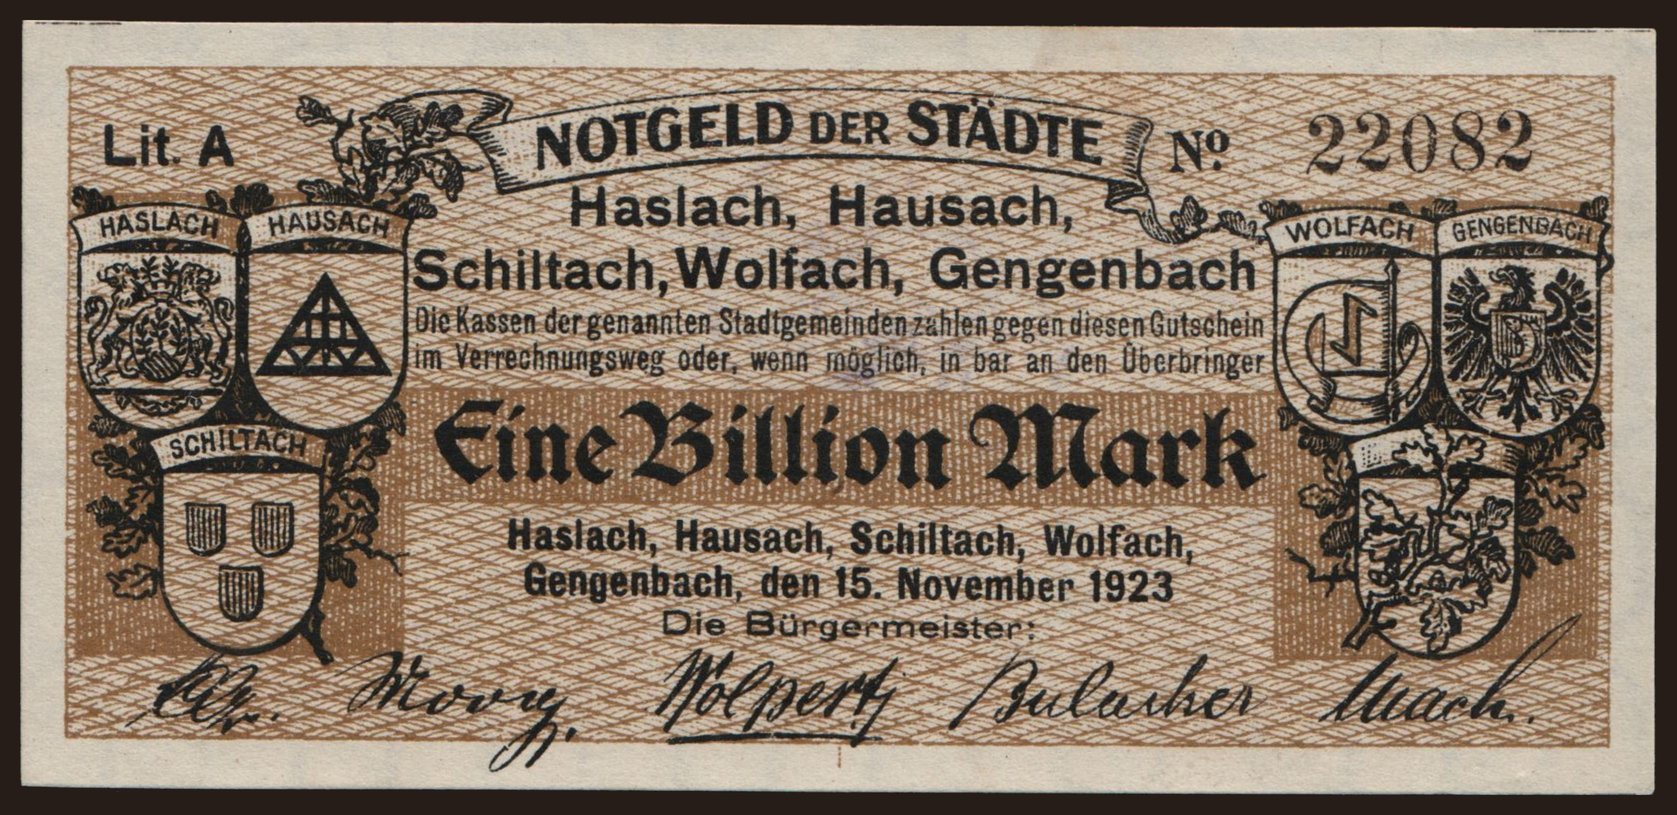 Lit. A
NOTGELD DER STÄDTE
No. 22082
HASLACH
HAUSACH
Haslach, Hausach,
WOLFACH
GENGENBACH
Schiltach, Wolfach, Gengenbach
Die Kassen der genannten Stadtgemeinden zahlen gegen diesen Gutschein
im Verrechnungsweg oder, wenn möglich, in bar an den Überbringer
SCHILTACH
Eine Billion Mark
Haslach, Hausach, Schiltach, Wolfach,
Gengenbach, den 15. November 1923
Die Bürgermeister:
Wolpert